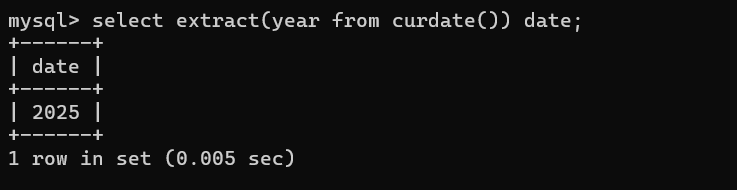 mysql> select extract(year from curdate()) date;
+------+
| date |
+------+
| 2025 |
+------+
1 row in set (0.005 sec)